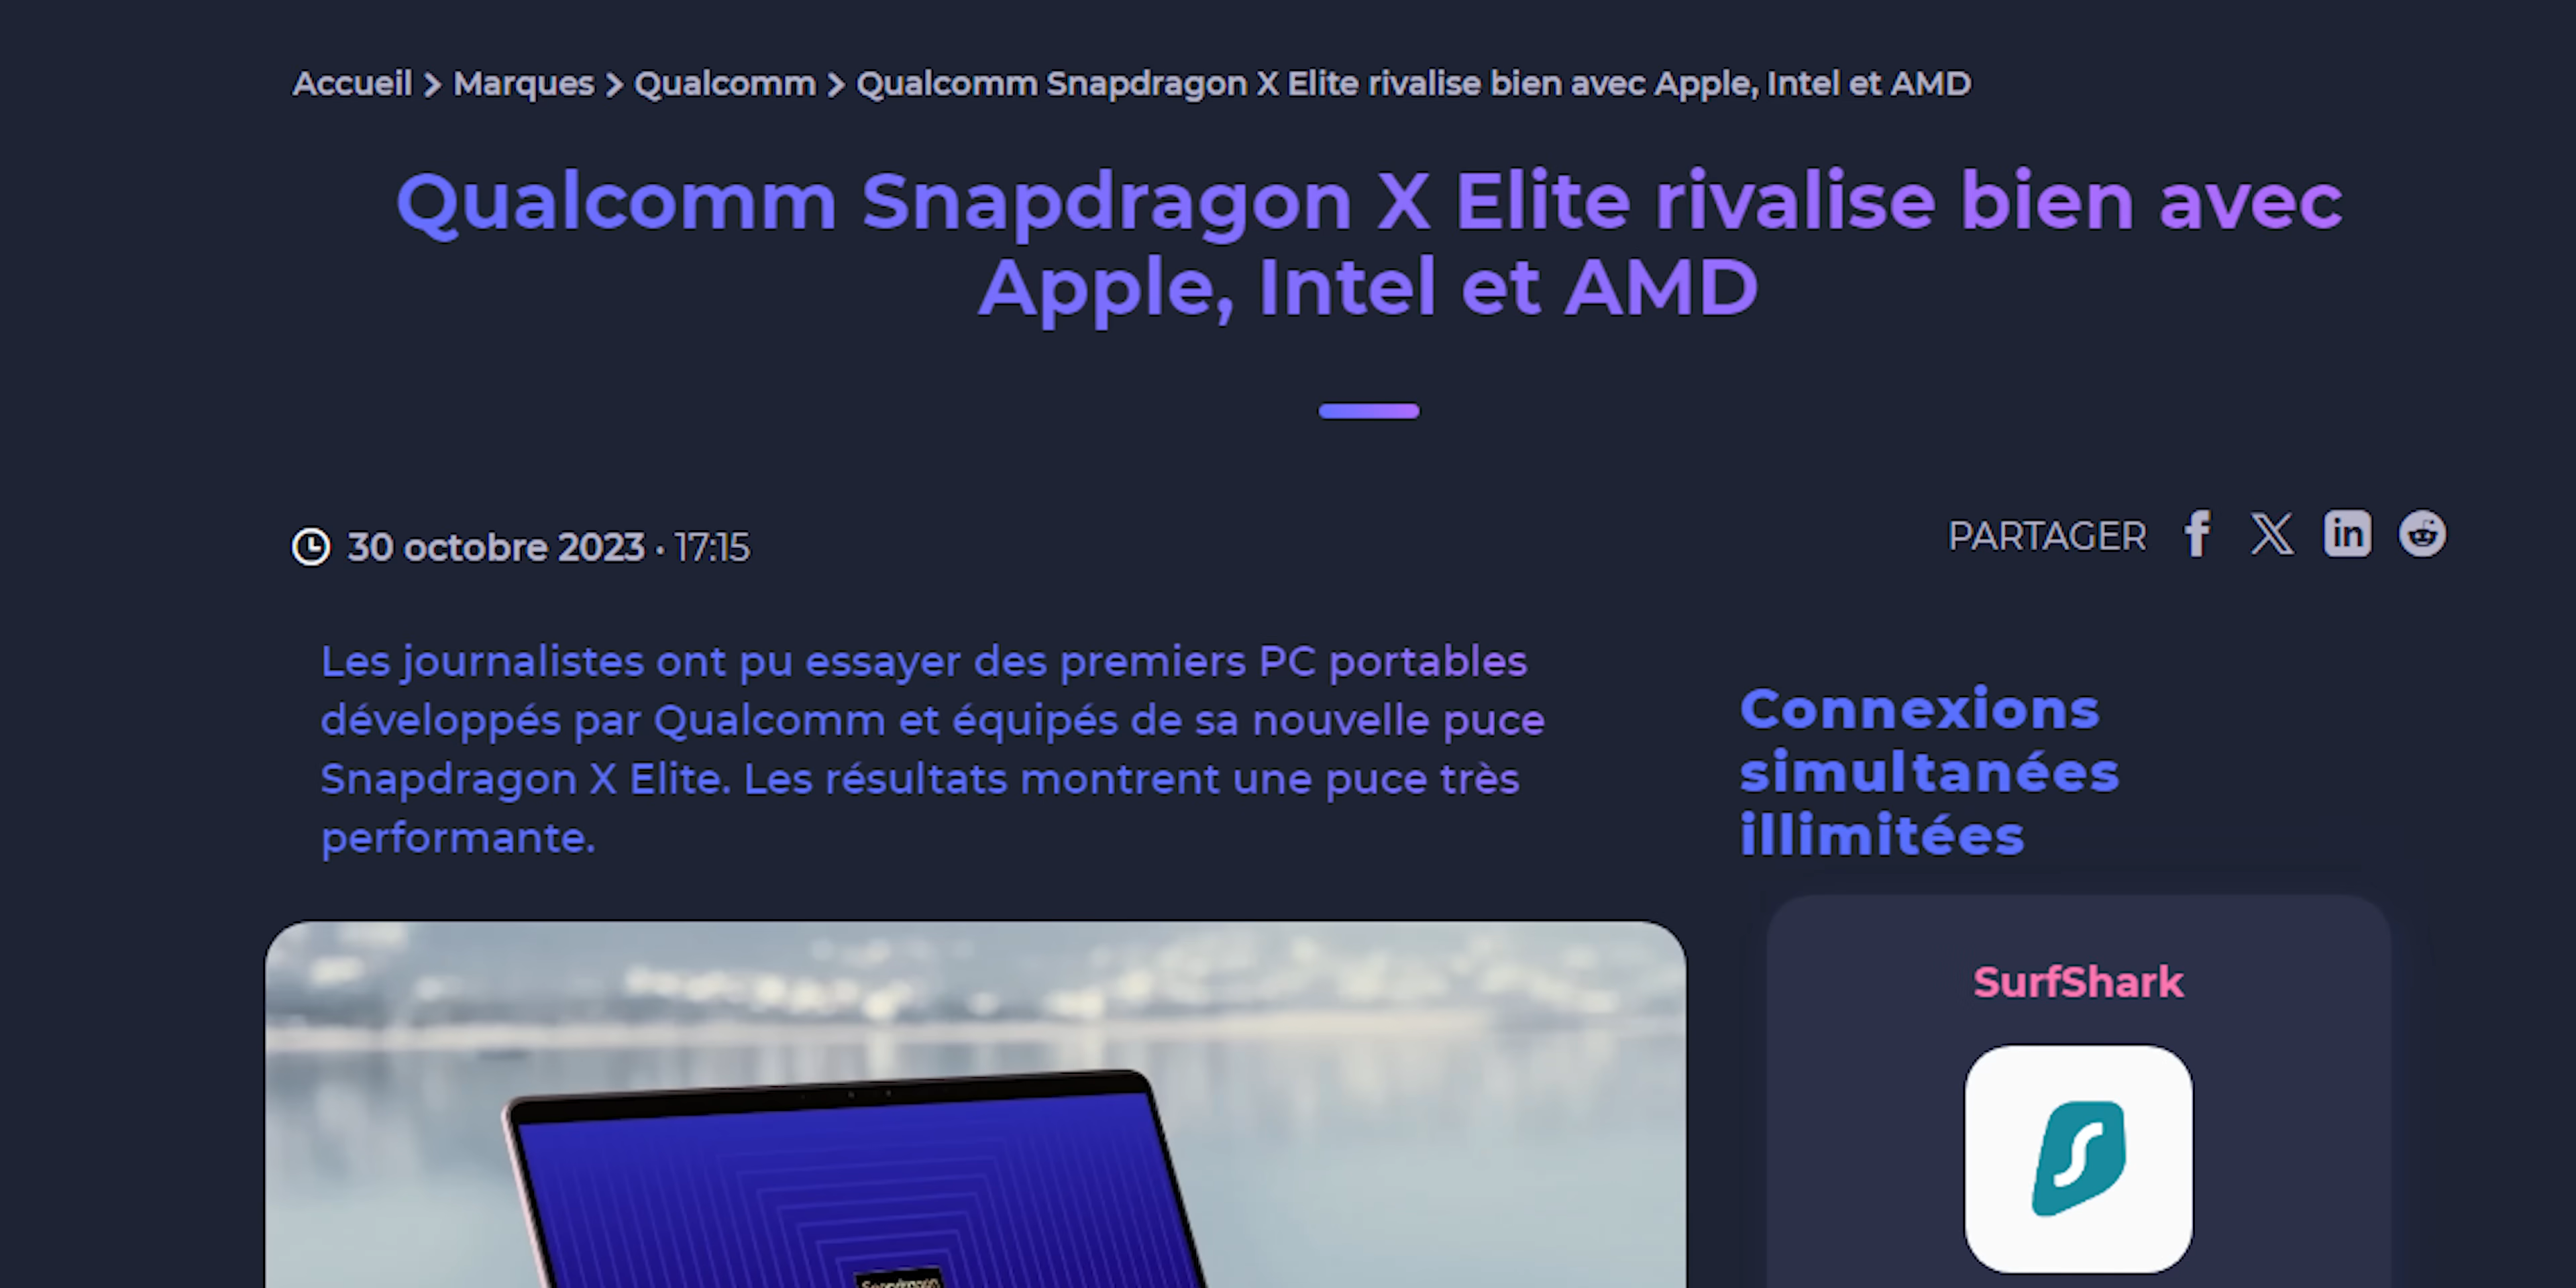 Accueil > Marques > Qualcomm > Qualcomm Snapdragon X Elite rivalise bien avec Apple, Intel et AMD
Qualcomm Snapdragon X Elite rivalise bien avec
Apple, Intel et AMD
30 octobre 2023 · 17:15
PARTAGER
Les journalistes ont pu essayer des premiers PC portables
développés par Qualcomm et équipés de sa nouvelle puce
Snapdragon X Elite. Les résultats montrent une puce très
performante.
Connexions
simultanées
illimitées
SurfShark
Snapdragon